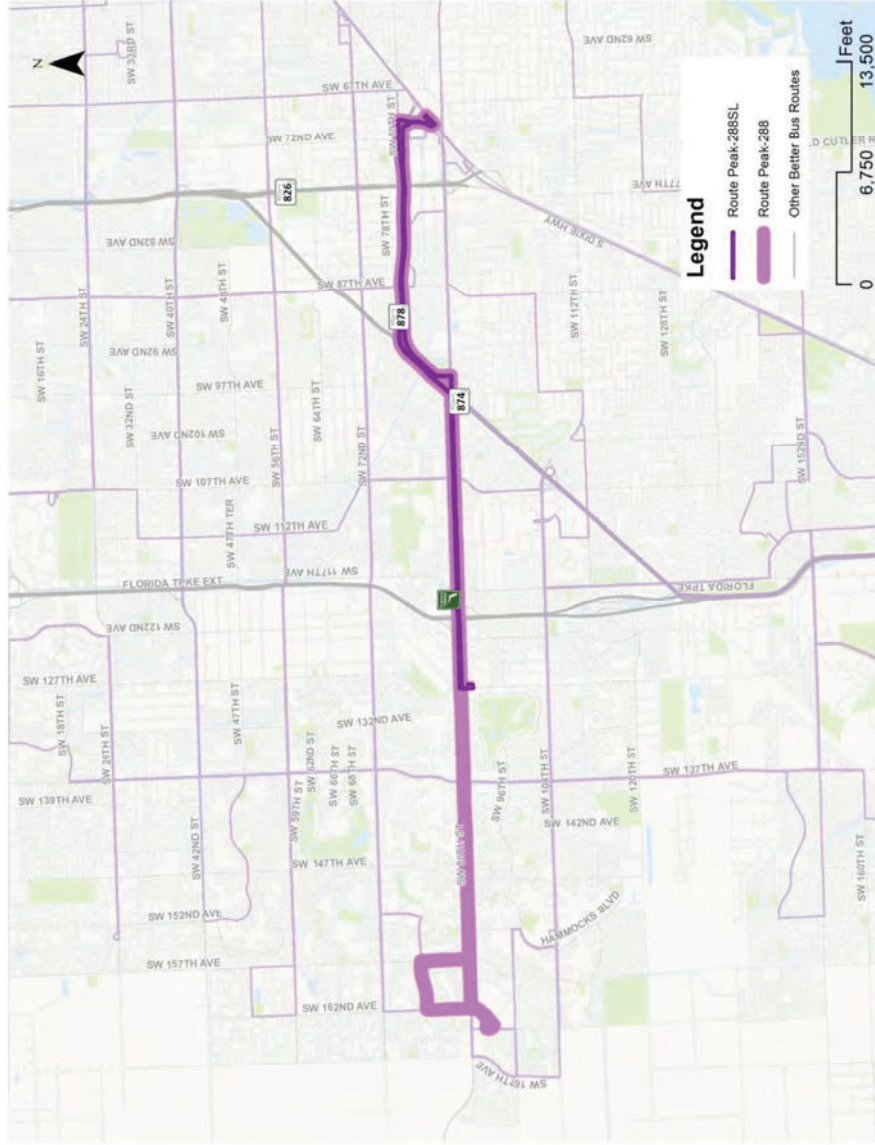 N
SW 16TH ST
SW 24TH ST
SW 33RD ST
SW 62ND AVE
SW 67TH AVE
SW 72ND AVE
SW 82ND AVE
826
SW 40TH ST
SW 32ND ST
SW 92ND AVE
SW 87TH AVE
SW 78TH ST
SW 97TH AVE
SW 102ND AVE
SW 64TH ST
878
SW 56TH ST
SW 107TH AVE
SW 72ND ST
874
SW 47TH TER
SW 112TH AVE
FLORIDA TPKE EXT
SW 117TH AVE
SW 122ND AVE
SW 127TH AVE
SW 18TH ST
SW 26TH ST
SW 47TH ST
SW 132ND AVE
SW 139TH AVE
SW 62ND ST
SW 59TH ST
SW 66TH ST
SW 68TH ST
SW 42ND ST
SW 147TH AVE
SW 152ND AVE
SW 157TH AVE
SW 162ND AVE
SW 167TH AVE
HAMMOCKS BLVD
SW 96TH ST
SW 104TH ST
SW 142ND AVE
SW 137TH AVE
SW 120TH ST
SW 160TH ST
FLORIDA TPKE
SW 152ND ST
SW 128TH ST
SW 112TH ST
S DIXIE HWY
77TH AVE
D CUTLER R
Legend
Route Peak-288SL
Route Peak-288
Other Better Bus Routes
0 6,750 13,500
Feet